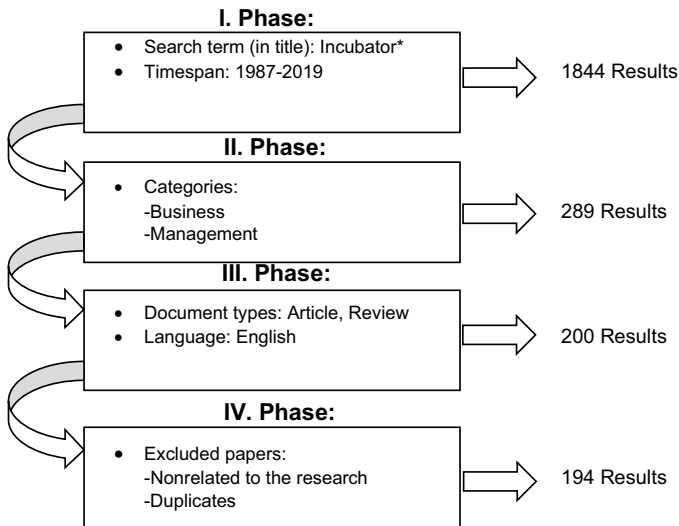 I. Phase:
• Search term (in title): Incubator*
• Timespan: 1987-2019
1844 Results
II. Phase:
• Categories:
-Business
-Management
289 Results
III. Phase:
• Document types: Article, Review
• Language: English
200 Results
IV. Phase:
• Excluded papers:
-Nonrelated to the research
-Duplicates
194 Results